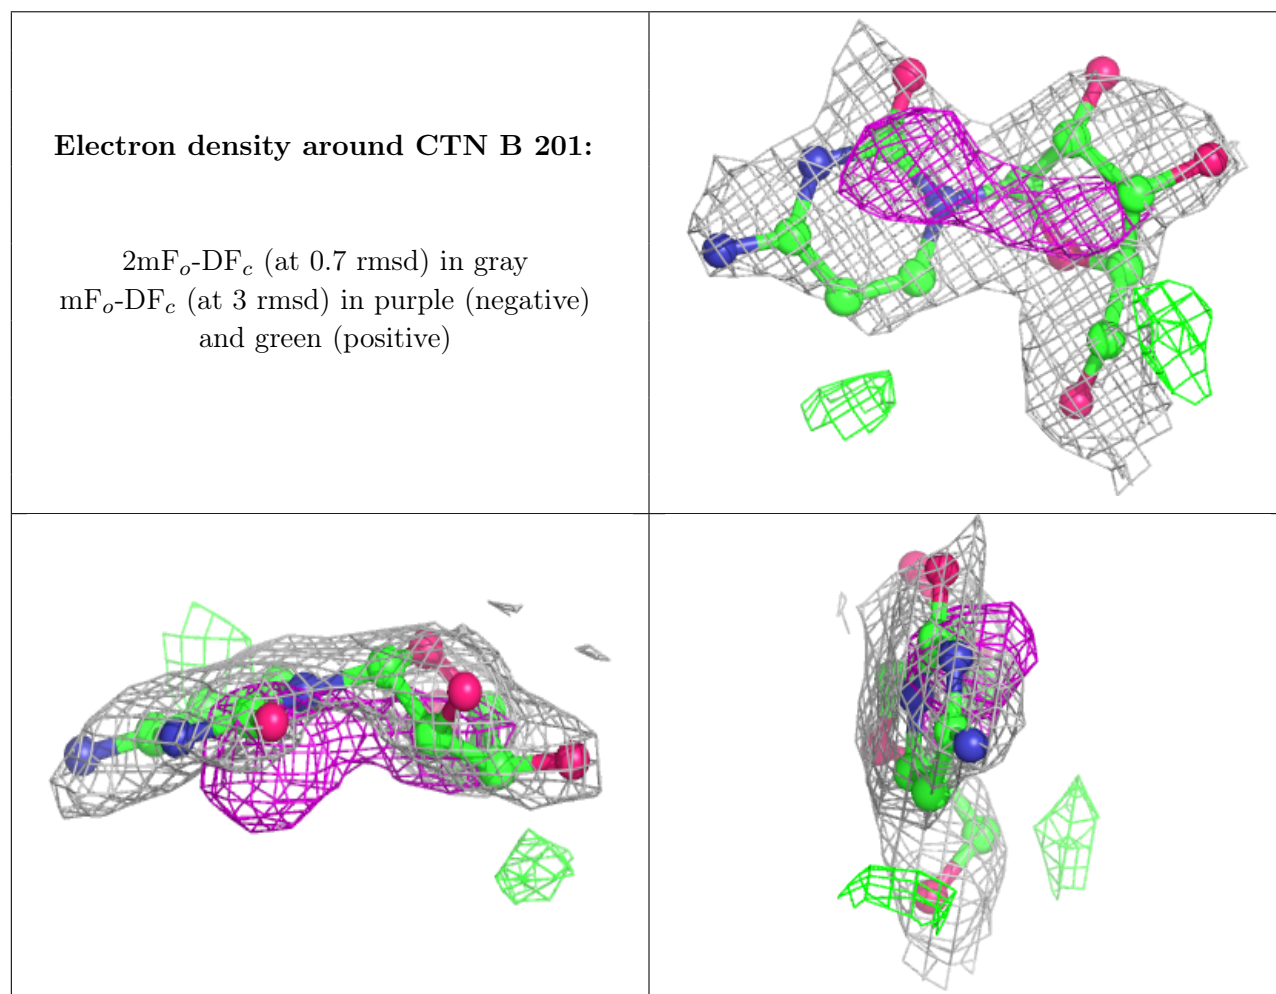 Electron density around CTN B 201:
2mFo-DFc (at 0.7 rmsd) in gray
mFo-DFc (at 3 rmsd) in purple (negative)
and green (positive)